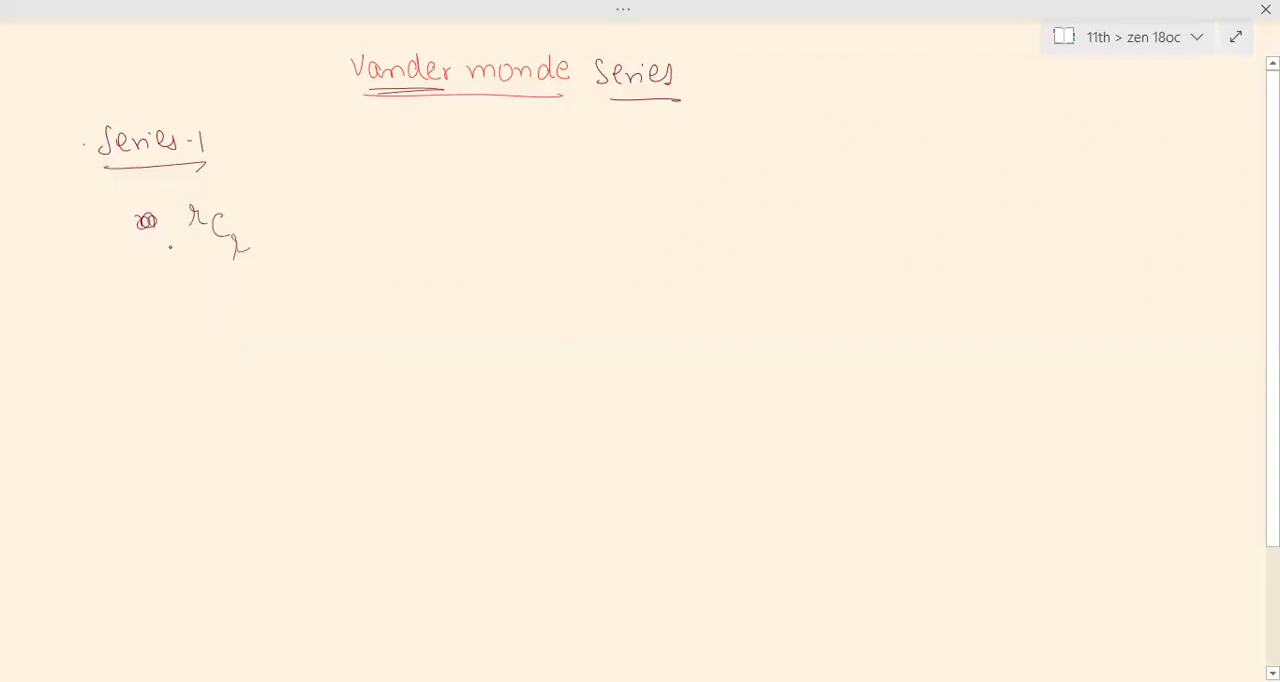 ...
11th > zen 18oc
Vander monde Series
Series-1
rCr